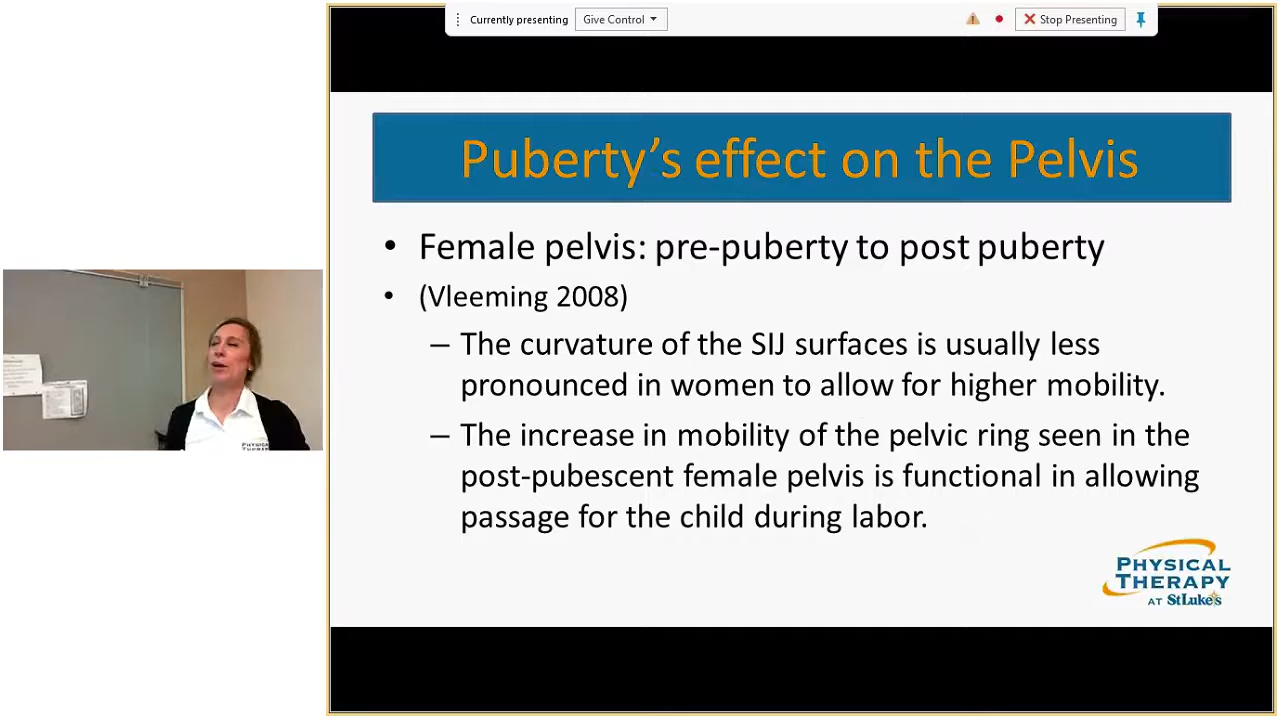 Currently presenting Give Control Stop Presenting
Puberty's effect on the Pelvis
• Female pelvis: pre-puberty to post puberty
• (Vleeming 2008)
– The curvature of the SIJ surfaces is usually less
pronounced in women to allow for higher mobility.
– The increase in mobility of the pelvic ring seen in the
post-pubescent female pelvis is functional in allowing
passage for the child during labor.
PHYSICAL
THERAPY
AT StLuke's
PHYSICAL